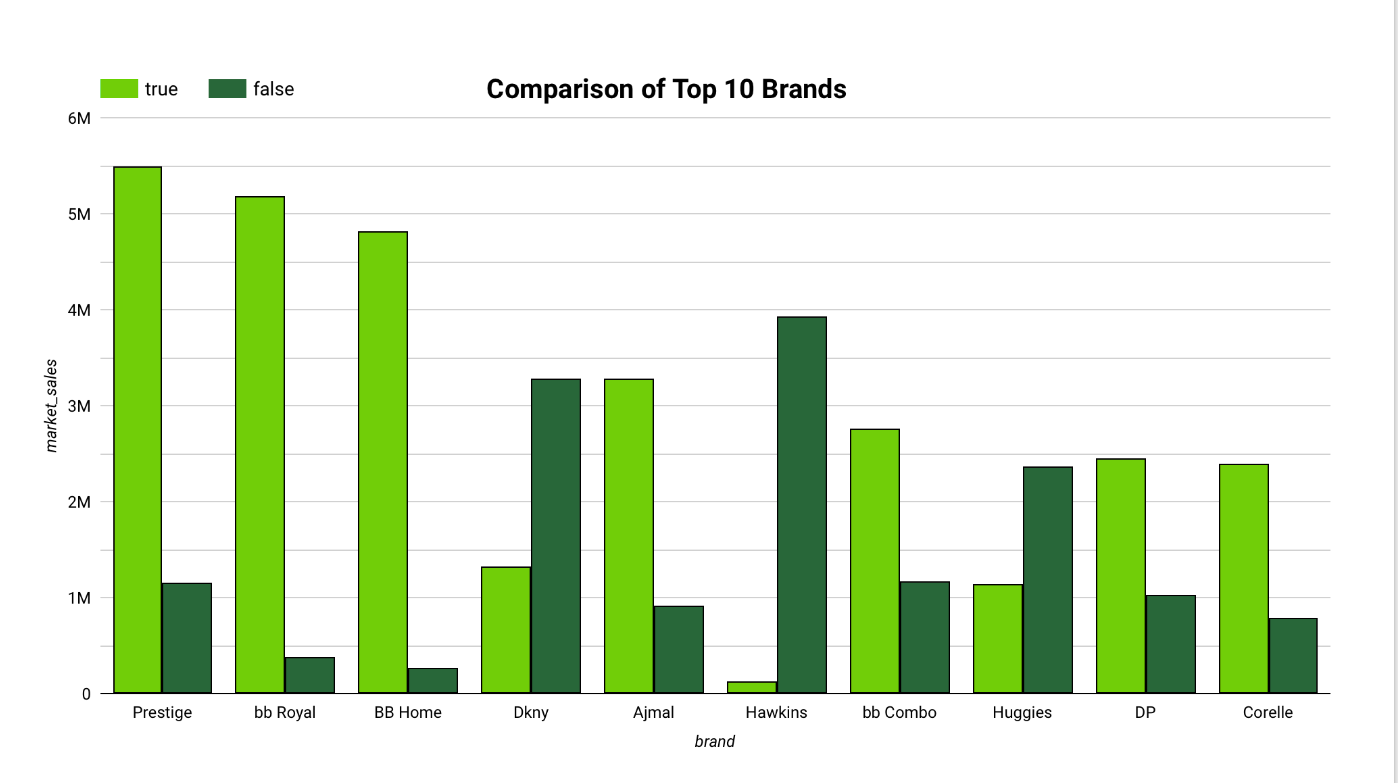 true false
Comparison of Top 10 Brands
6M
5M
4M
3M
2M
1M
0
market_sales
Prestige bb Royal BB Home Dkny Ajmal Hawkins bb Combo Huggies DP Corelle
brand